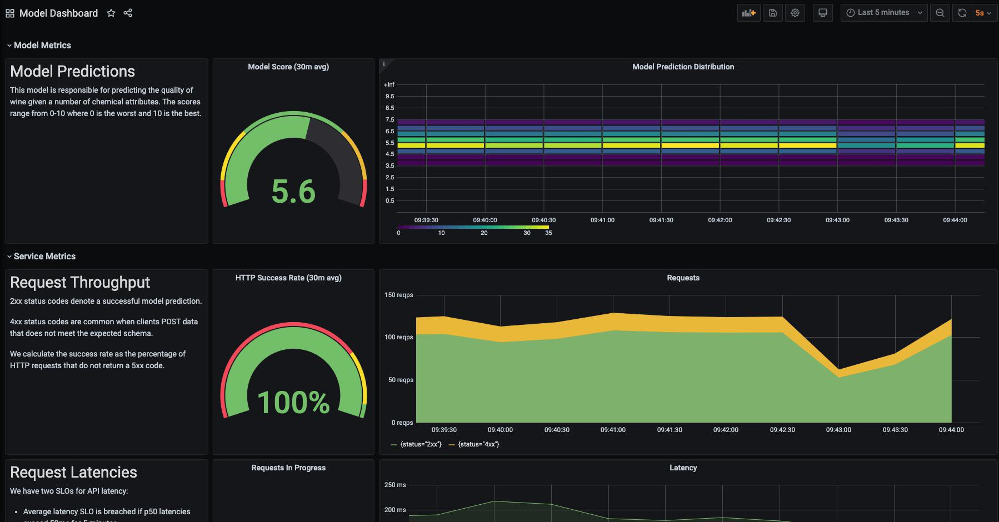 Model Dashboard
Last 5 minutes
5s
Model Metrics
Model Predictions
This model is responsible for predicting the quality of
wine given a number of chemical attributes. The scores
range from 0-10 where 0 is the worst and 10 is the best.
Model Score (30m avg)
5.6
i
Model Prediction Distribution
+Inf
9.5
8.5
7.5
6.5
5.5
4.5
3.5
2.5
1.5
0.5
09:39:30 09:40:00 09:40:30 09:41:00 09:41:30 09:42:00 09:42:30 09:43:00 09:43:30 09:44:00
0 10 20 30 35
Service Metrics
Request Throughput
2xx status codes denote a successful model prediction.
4xx status codes are common when clients POST data
that does not meet the expected schema.
We calculate the success rate as the percentage of
HTTP requests that do not return a 5xx code.
HTTP Success Rate (30m avg)
100%
Requests
150 reqps
100 reqps
50 reqps
0 reqps
09:39:30 09:40:00 09:40:30 09:41:00 09:41:30 09:42:00 09:42:30 09:43:00 09:43:30 09:44:00
{status="2xx"} {status="4xx"}
Request Latencies
We have two SLOs for API latency:
• Average latency SLO is breached if p50 latencies
Requests In Progress
Latency
250 ms
200 ms